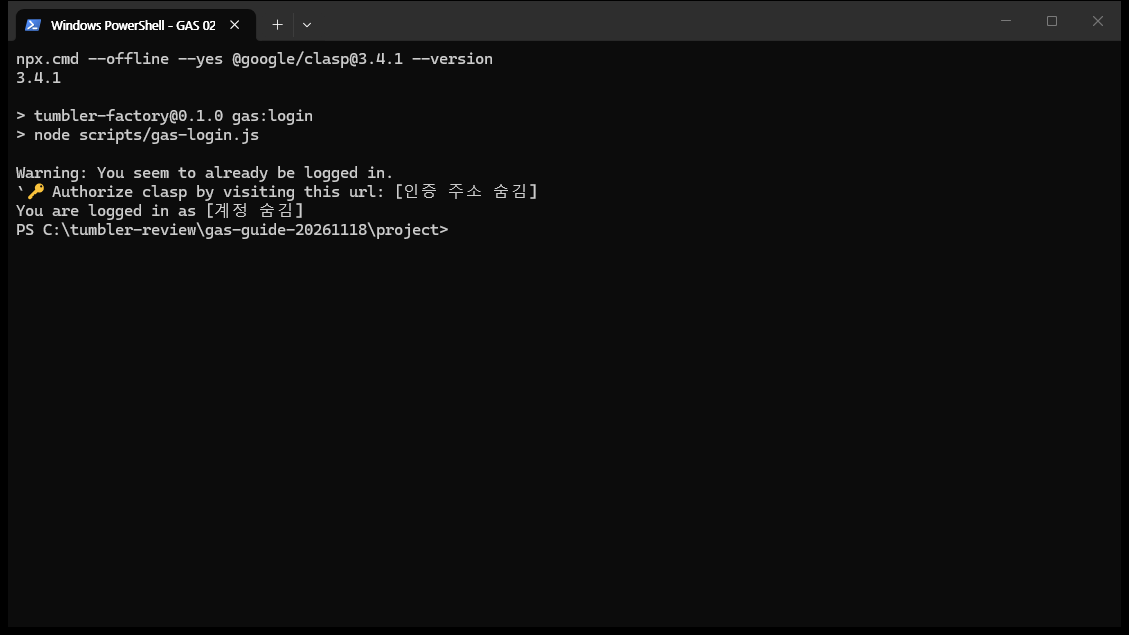 Windows PowerShell - GAS 02
npx.cmd --offline --yes @google/clasp@3.4.1 --version
3.4.1
> tumbler-factory@0.1.0 gas:login
> node scripts/gas-login.js
Warning: You seem to already be logged in.
`🔑 Authorize clasp by visiting this url: [인증 주소 숨김]
You are logged in as [계정 숨김]
PS C:\tumbler-review\gas-guide-20261118\project>